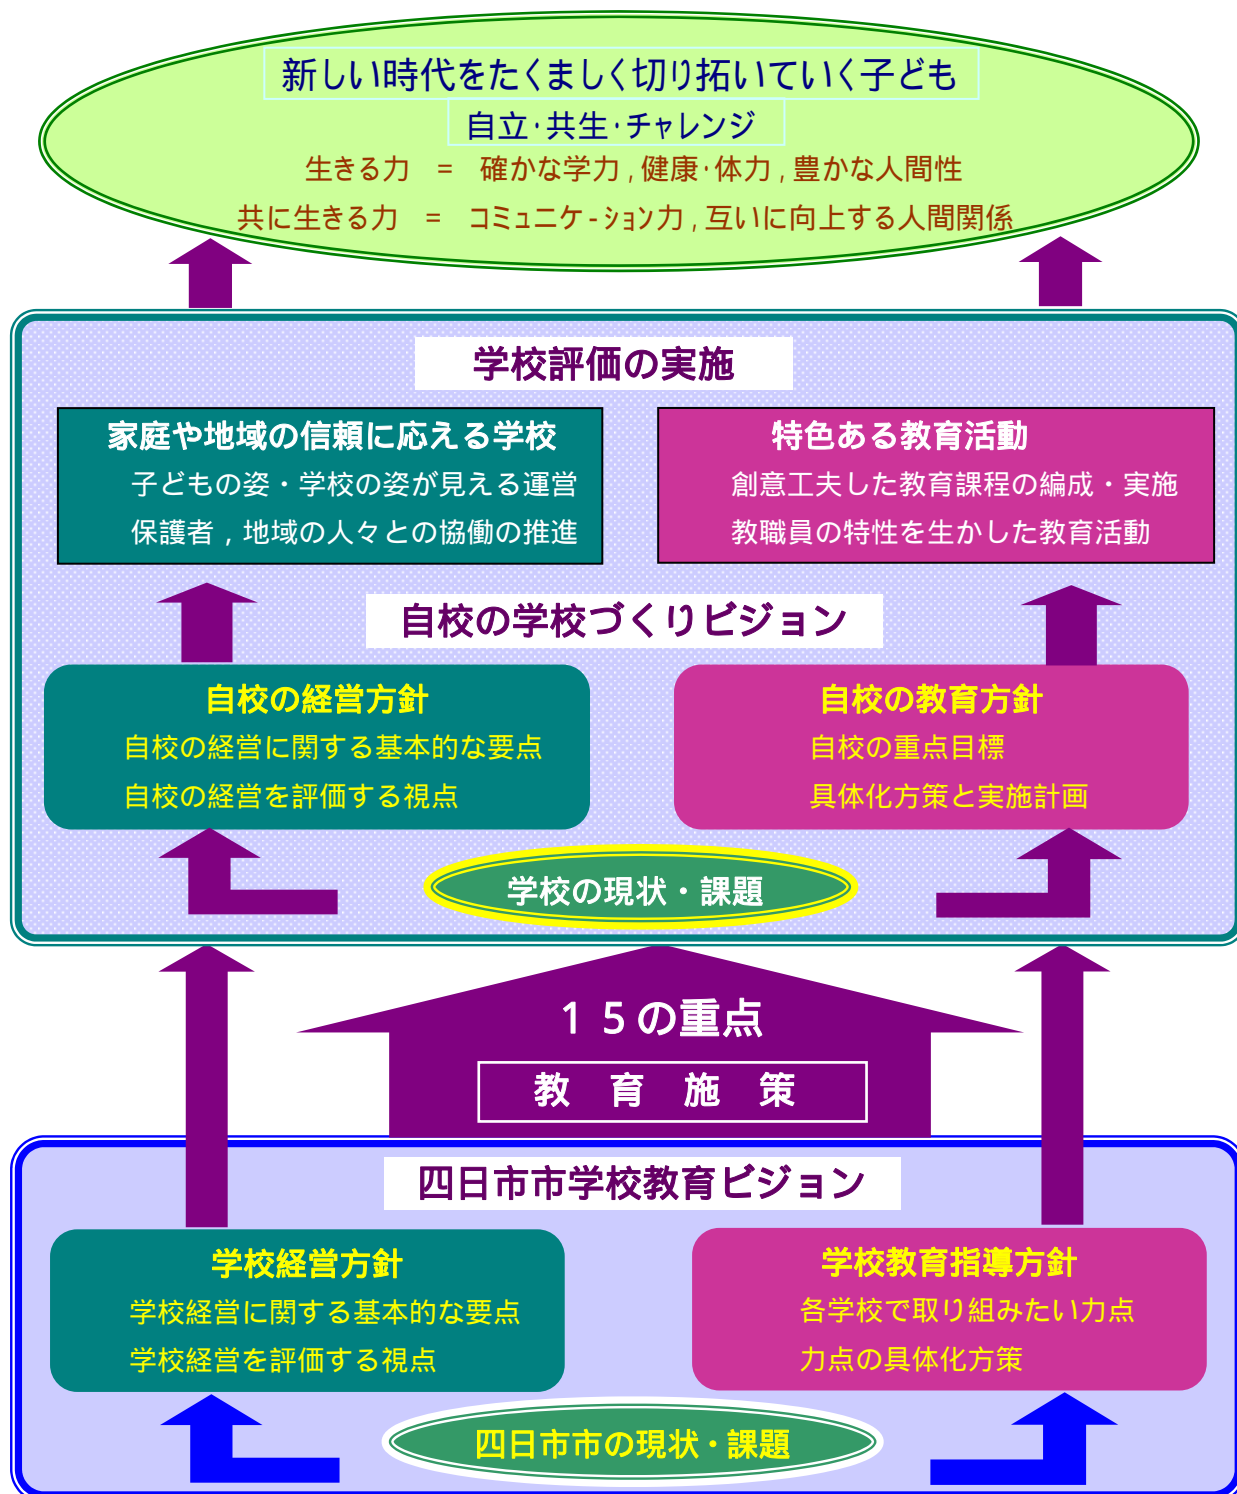 新しい時代をたくましく切り拓いていく子ども
自立・共生・チャレンジ
生きる力　=　確かな学力，健康・体力，豊かな人間性
共に生きる力　=　コミュニケ-ｼｮﾝ力，互いに向上する人間関係
学校評価の実施
家庭や地域の信頼に応える学校
子どもの姿・学校の姿が見える運営
保護者，地域の人々との協働の推進
特色ある教育活動
創意工夫した教育課程の編成・実施
教職員の特性を生かした教育活動
自校の学校づくりビジョン
自校の経営方針
自校の経営に関する基本的な要点
自校の経営を評価する視点
自校の教育方針
自校の重点目標
具体化方策と実施計画
学校の現状・課題
１５の重点
教　育　施　策
四日市市学校教育ビジョン
学校経営方針
学校経営に関する基本的な要点
学校経営を評価する視点
学校教育指導方針
各学校で取り組みたい力点
力点の具体化方策
四日市市の現状・課題